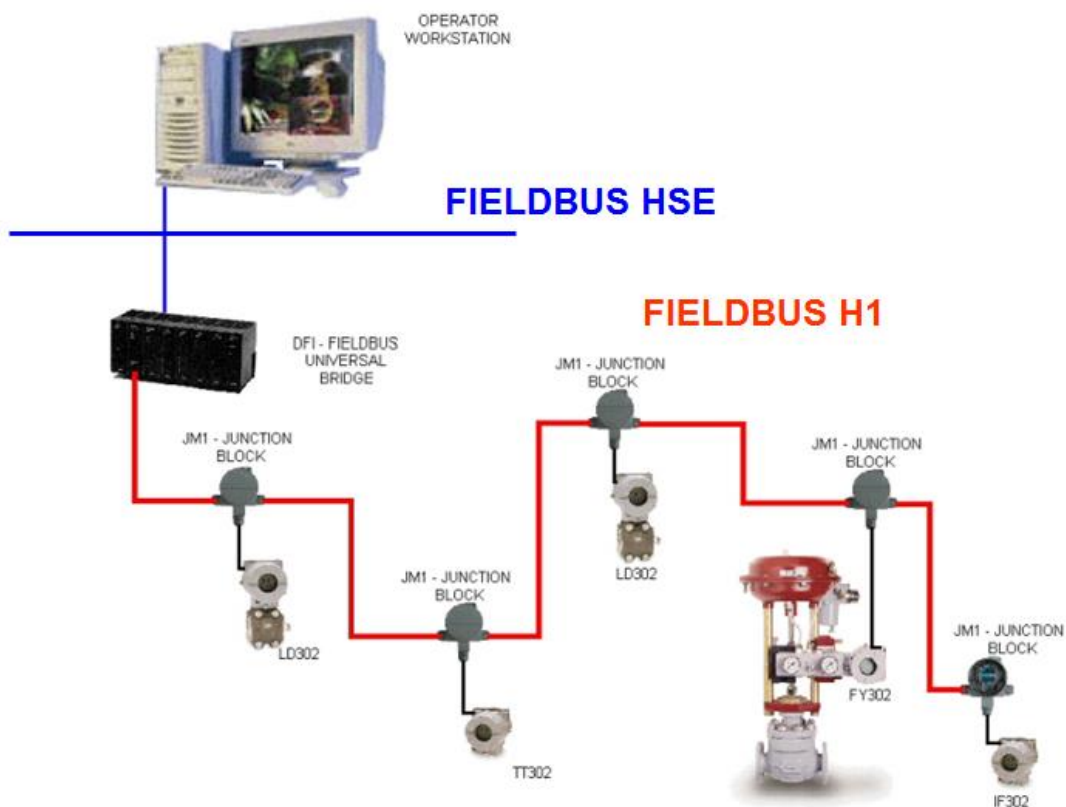 OPERATOR
WORKSTATION
FIELDBUS HSE
FIELDBUS H1
DFI - FIELDBUS
UNIVERSAL
BRIDGE
JM1 - JUNCTION
BLOCK
JM1 - JUNCTION
BLOCK
JM1 - JUNCTION
BLOCK
LD302
JM1 - JUNCTION
BLOCK
LD302
JM1 - JUNCTION
BLOCK
FY302
TT302
IF302